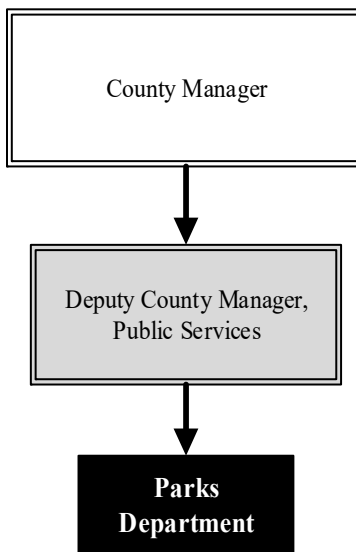 County Manager
Deputy County Manager,
Public Services
Parks
Department